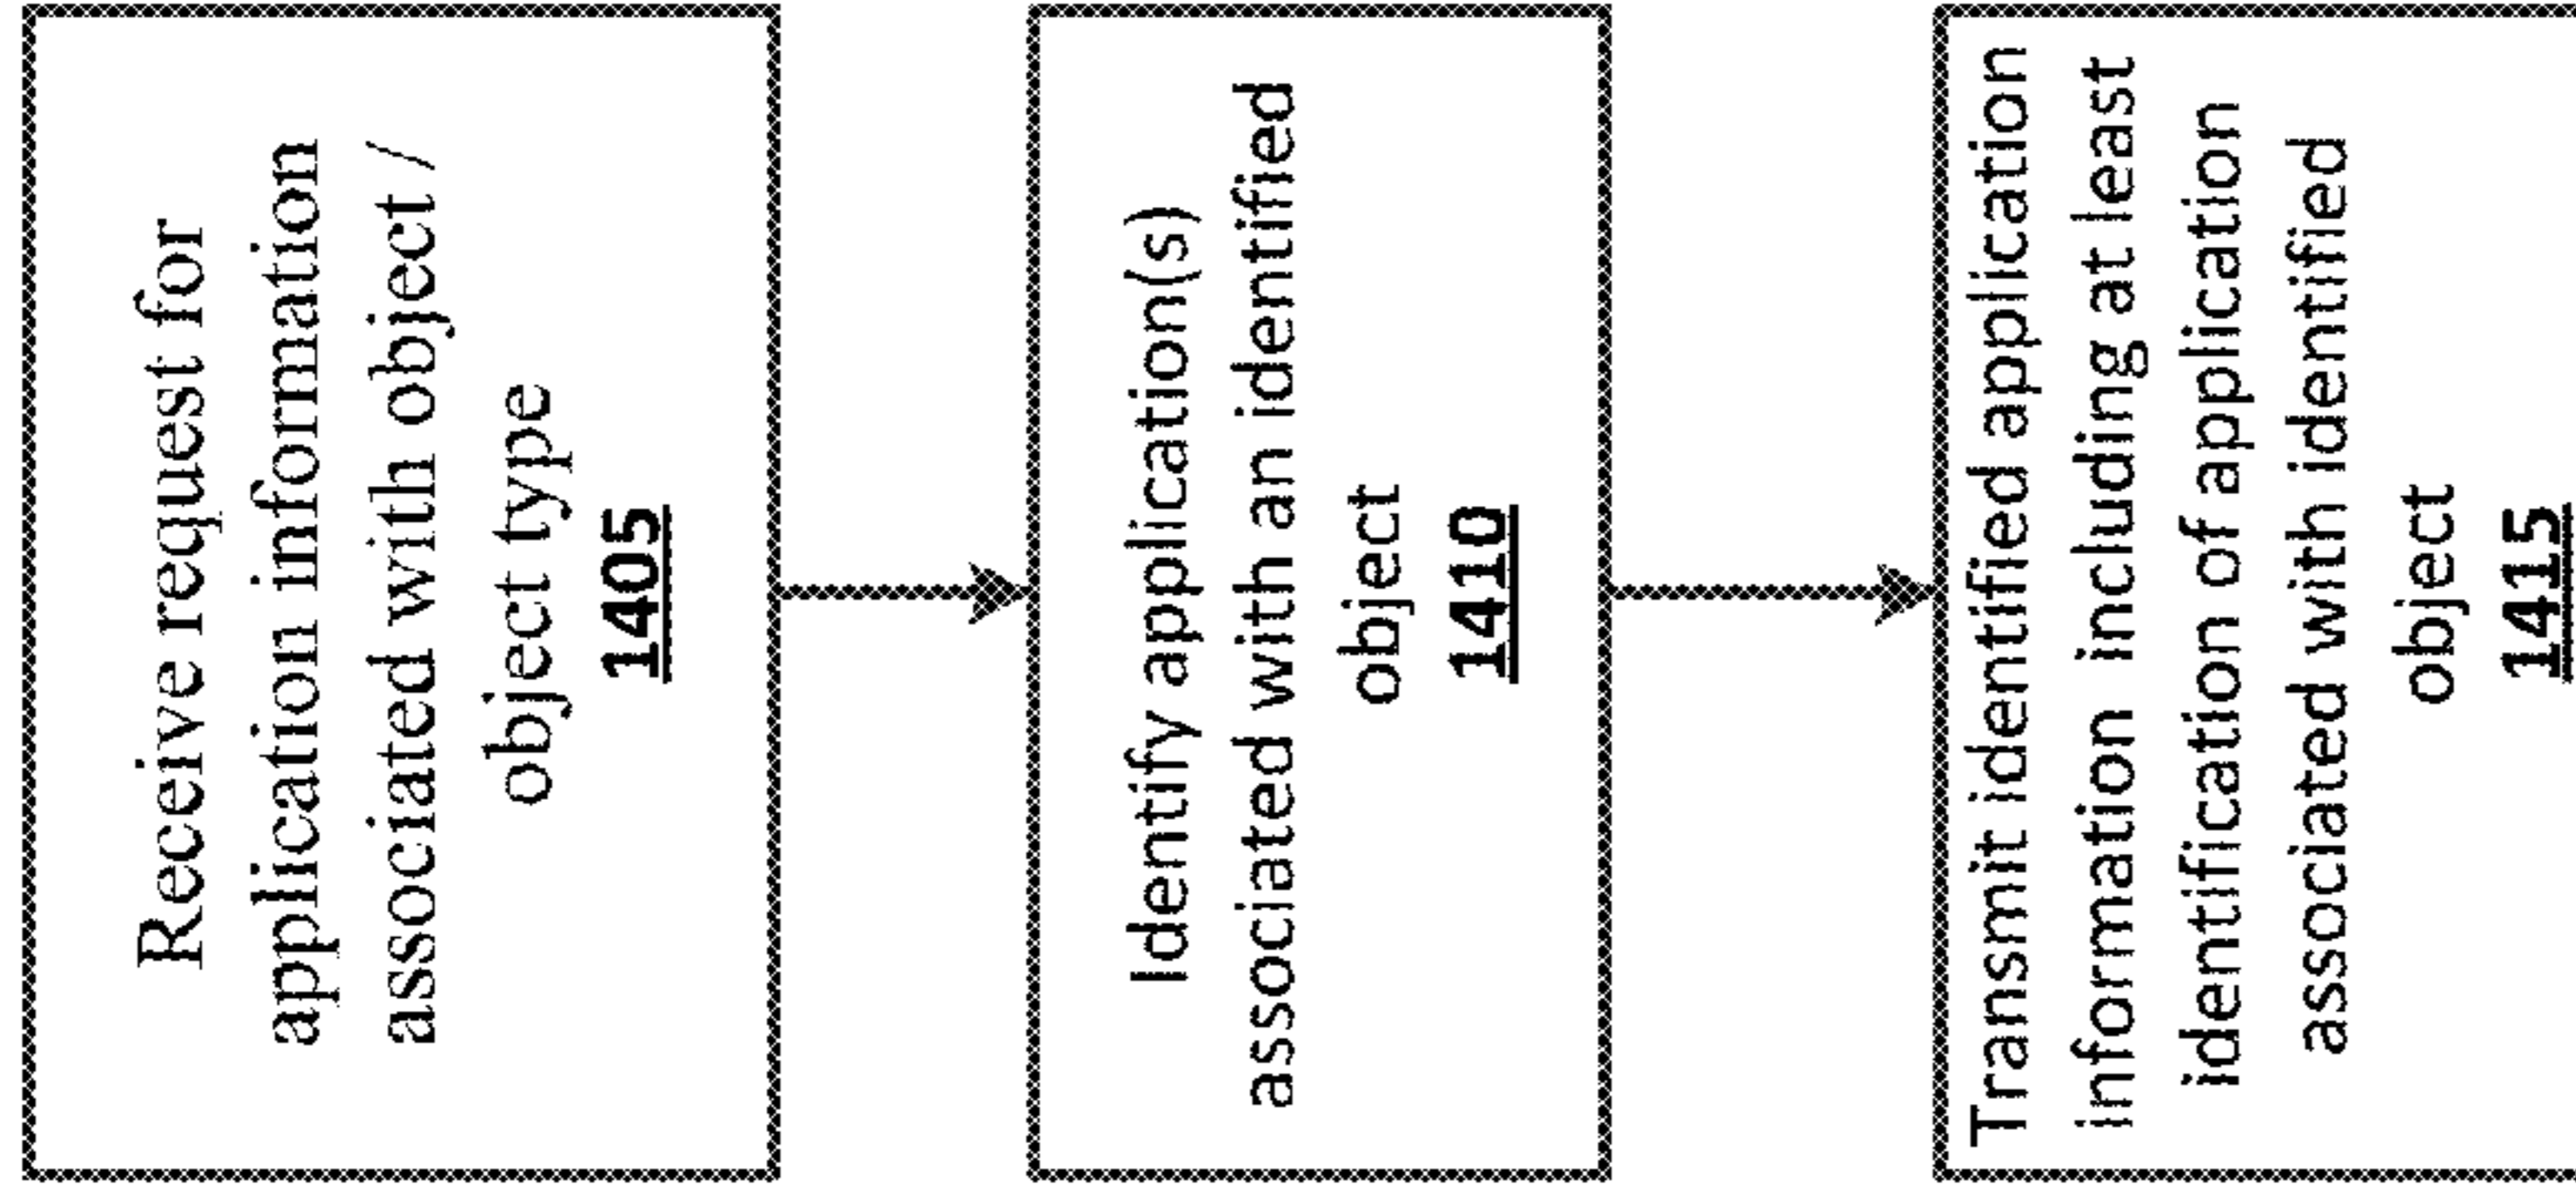 Receive request for
application information
associated with object /
object type
1405
Identify application(s)
associated with an identified
object
1410
Transmit identified application
information including at least
identification of application
associated with identified
object
1415